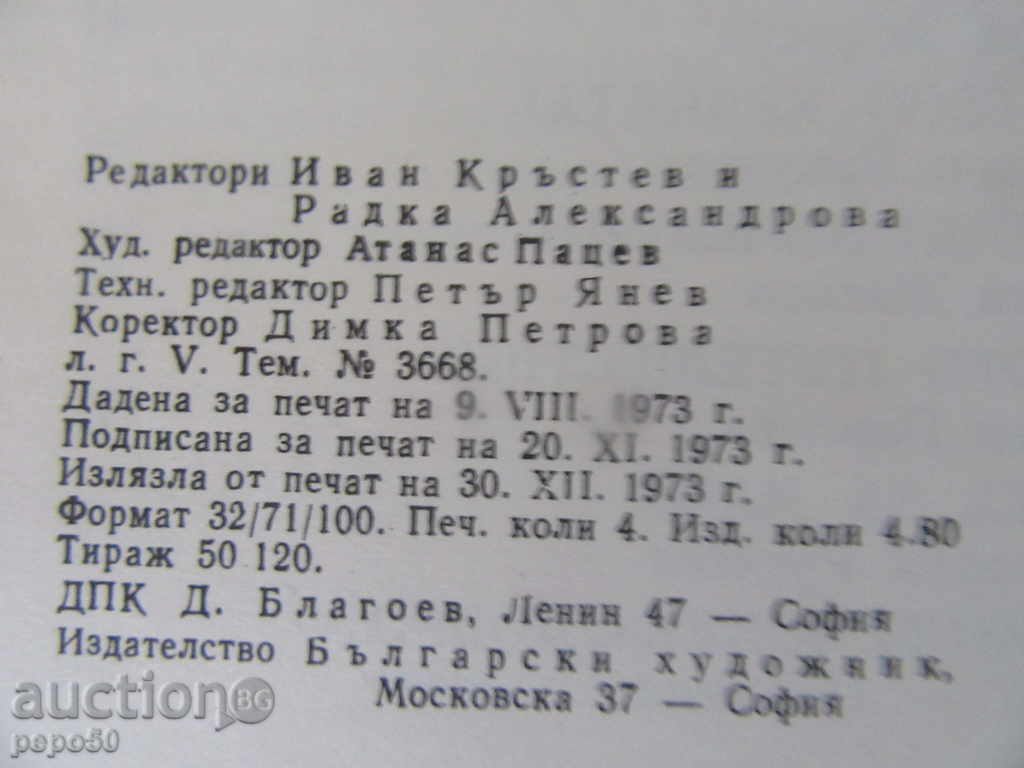 Редактори Иван Кръстев и
Радка Александрова
Худ. редактор Атанас Пацев
Техн. редактор Петър Янев
Коректор Димка Петрова
л. г. V. Тем. № 3668.
Дадена за печат на 9. VIII. 1973 г.
Подписана за печат на 20. XI. 1973 г.
Излязла от печат на 30. XII. 1973 г.
Формат 32/71/100. Печ. коли 4. Изд. коли 4.80
Тираж 50 120.
ДПК Д. Благоев, Ленин 47 — София
Издателство Български художник,
Московска 37 — София
auction BG
pepo50